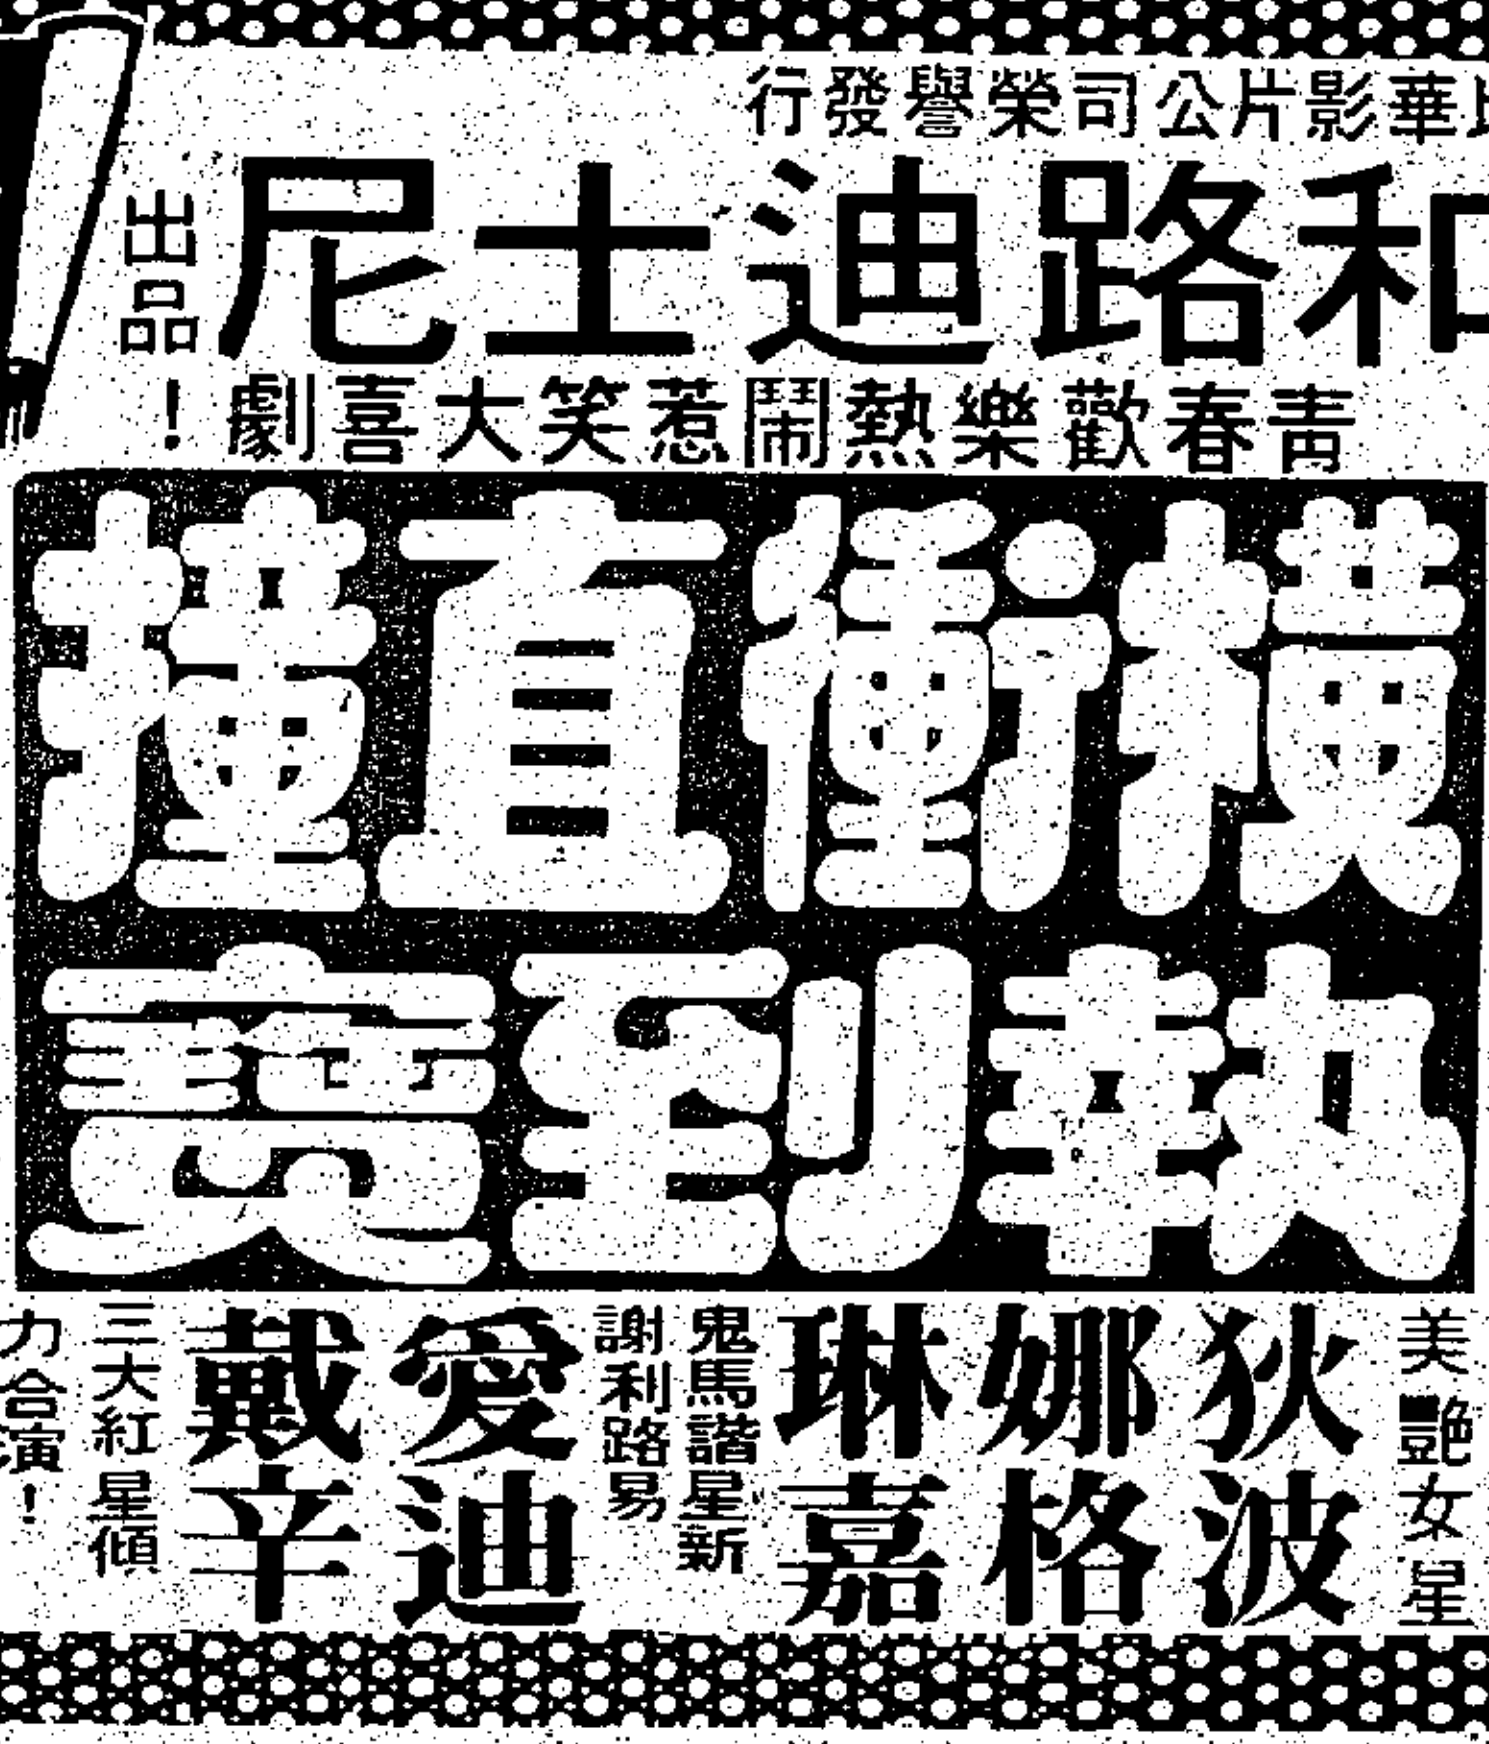 華影片公司榮譽發行
和路迪士尼出品
青春歡樂熱鬧惹笑大喜劇！
橫衝直撞
執到寶
美艷女星
狄波娜格琳嘉
鬼馬諧星新
謝利路易
愛迪戴辛
三大紅星傾
力合演！